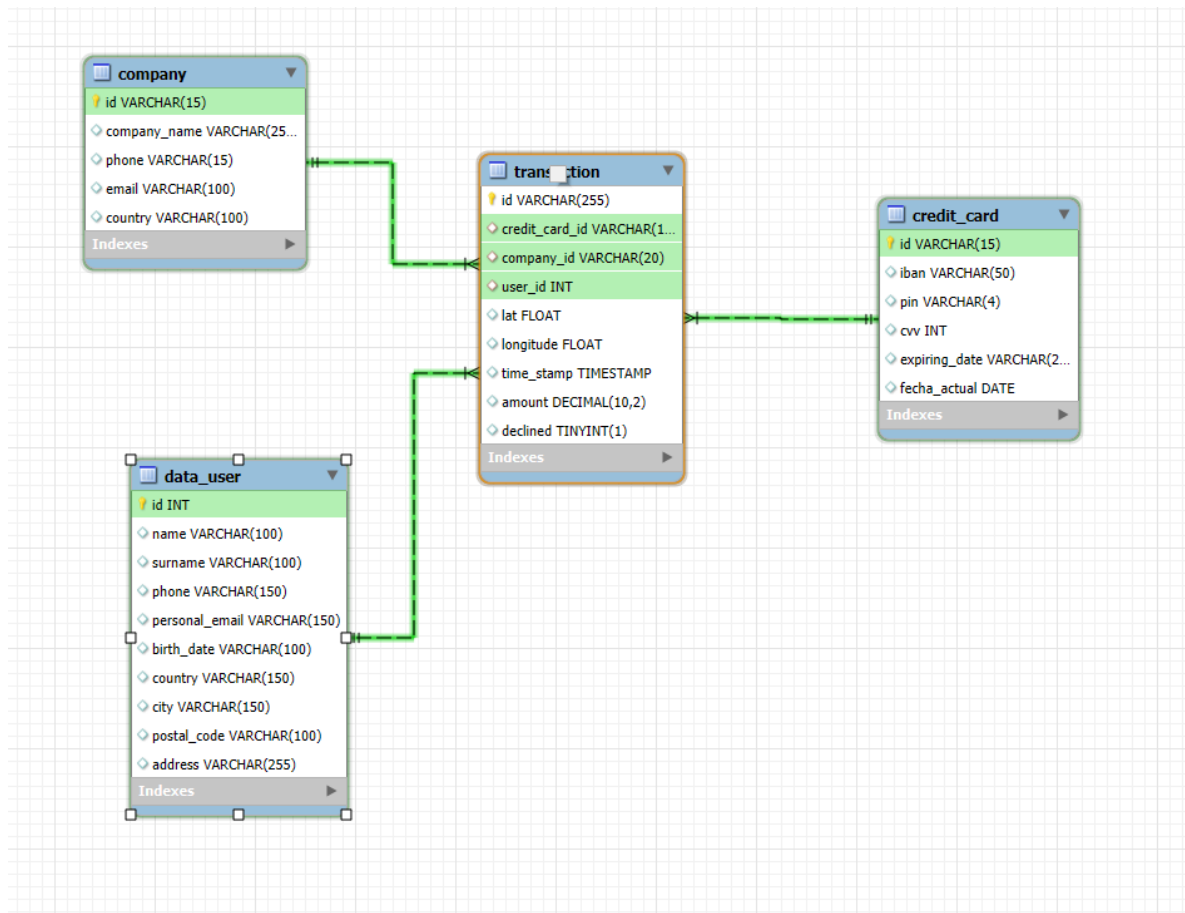 company
id VARCHAR(15)
company_name VARCHAR(25...
phone VARCHAR(15)
email VARCHAR(100)
country VARCHAR(100)
Indexes
transaction
id VARCHAR(255)
credit_card_id VARCHAR(1...
company_id VARCHAR(20)
user_id INT
lat FLOAT
longitude FLOAT
time_stamp TIMESTAMP
amount DECIMAL(10,2)
declined TINYINT(1)
Indexes
credit_card
id VARCHAR(15)
iban VARCHAR(50)
pin VARCHAR(4)
cvv INT
expiring_date VARCHAR(2...
fecha_actual DATE
Indexes
data_user
id INT
name VARCHAR(100)
surname VARCHAR(100)
phone VARCHAR(150)
personal_email VARCHAR(150)
birth_date VARCHAR(100)
country VARCHAR(150)
city VARCHAR(150)
postal_code VARCHAR(100)
address VARCHAR(255)
Indexes